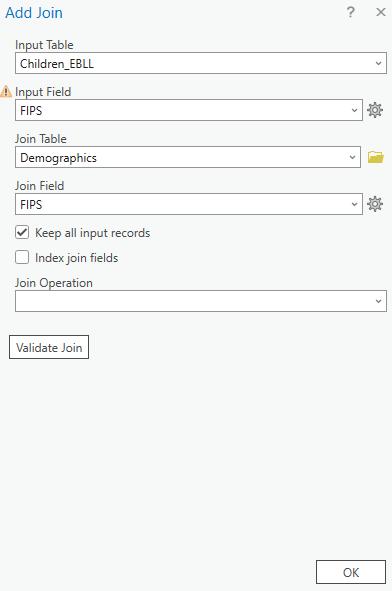 Add Join
?
Input Table
Children_EBLL
Input Field
FIPS
Join Table
Demographics
Join Field
FIPS
Keep all input records
Index join fields
Join Operation
Validate Join
OK